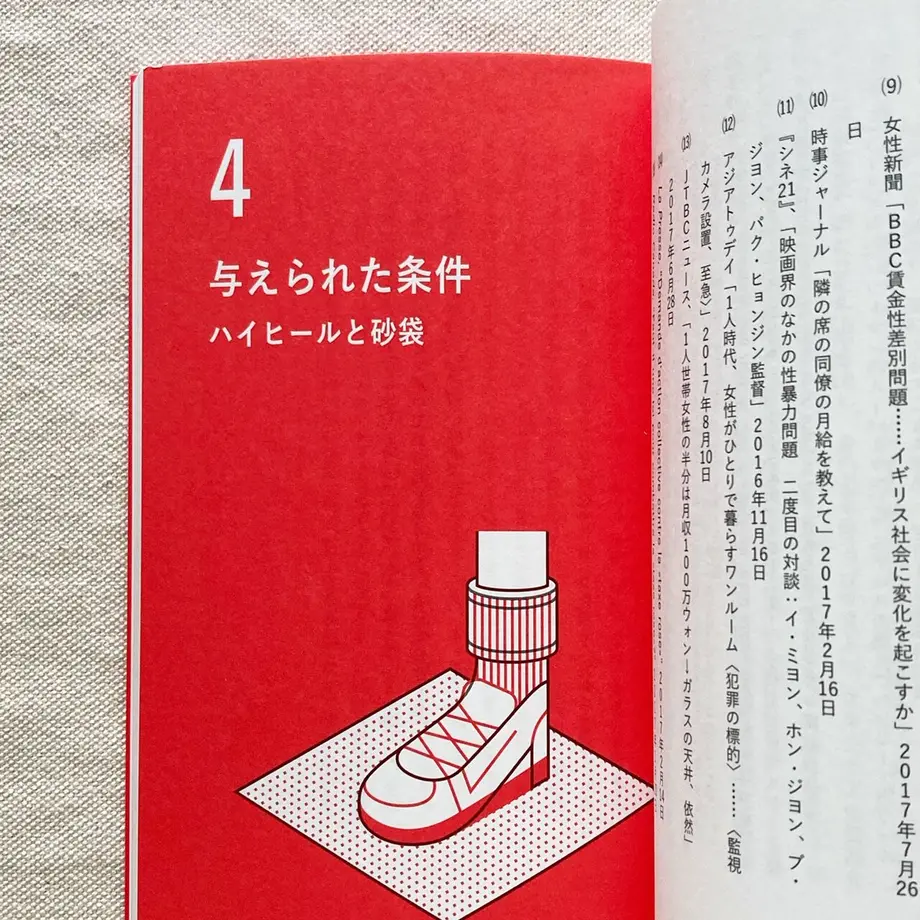 (9) 女性新聞「BBC賃金性差別問題……イギリス社会に変化を起こすか」2017年7月26
日
(10) 時事ジャーナル「隣の席の同僚の月給を教えて」2017年2月16日
(11) 『シネ21』、「映画界のなかの性暴力問題 二度目の対談:イ・ミヨン、ホン・ジヨン、プ・
ジヨン、パク・ヒョンジン監督」2016年11月16日
(12) アジアトゥデイ「1人時代、女性がひとりで暮らすワンルーム〈犯罪の標的〉……〈監視
カメラ設置、至急〉」2017年8月10日
(13) JTBCニュース、「1人世帯女性の半分は月収100万ウォン―ガラスの天井、依然」
2017年6月28日
La Presse, "Demande d'action collective contre la «taxe rose»"
4
与えられた条件
ハイヒールと砂袋